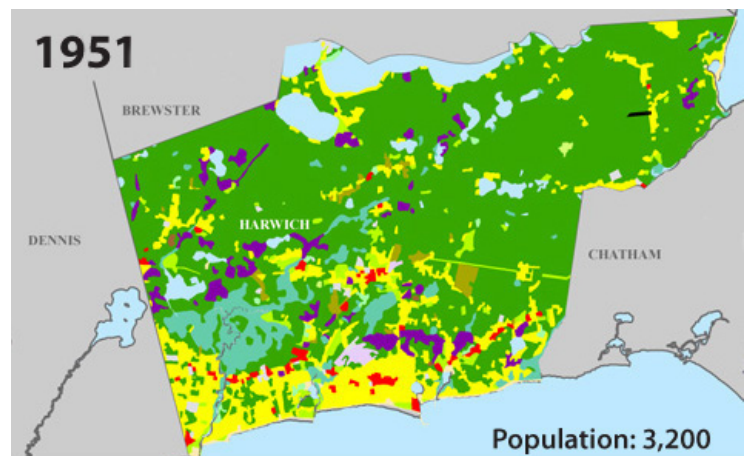 1951
BREWSTER
HARWICH
DENNIS
CHATHAM
Population: 3,200